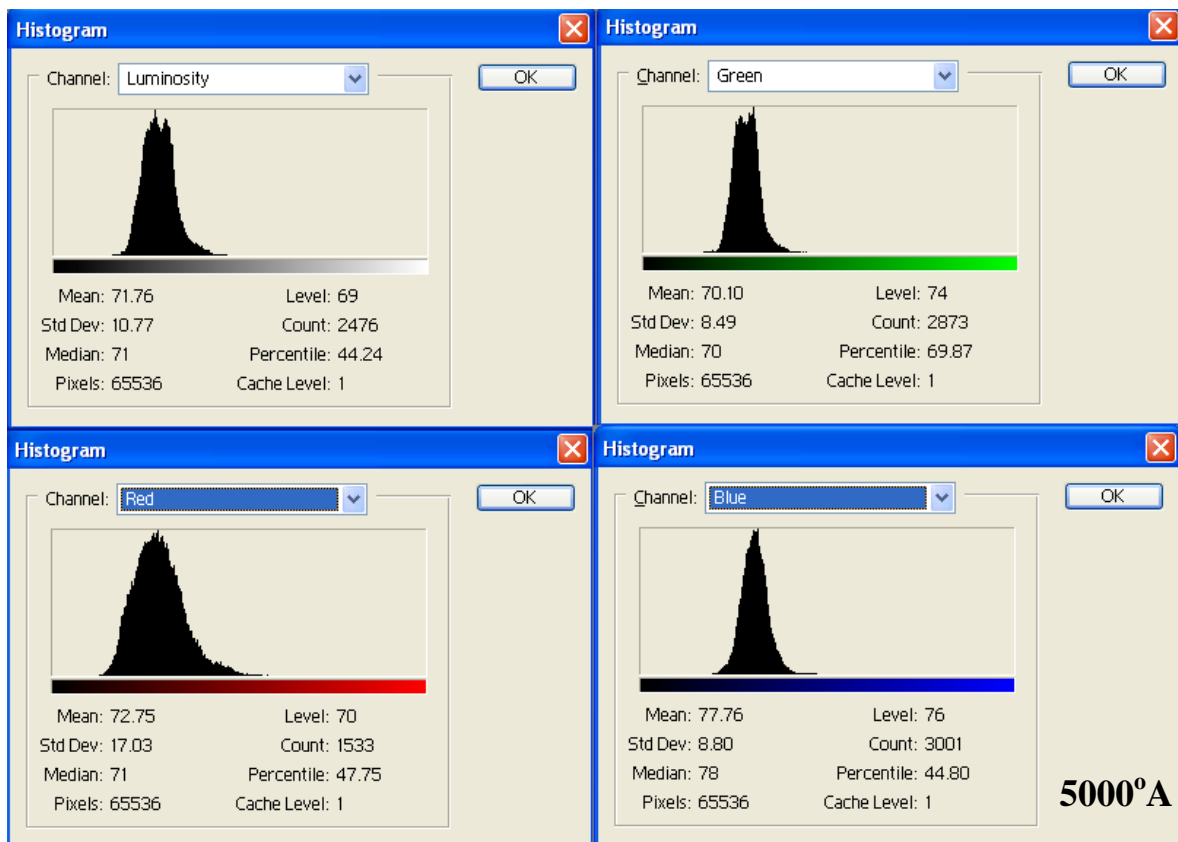 Histogram
Channel: Luminosity
OK
Mean: 71.76 Level: 69
Std Dev: 10.77 Count: 2476
Median: 71 Percentile: 44.24
Pixels: 65536 Cache Level: 1
Histogram
Channel: Green
OK
Mean: 70.10 Level: 74
Std Dev: 8.49 Count: 2873
Median: 70 Percentile: 69.87
Pixels: 65536 Cache Level: 1
Histogram
Channel: Red
OK
Mean: 72.75 Level: 70
Std Dev: 17.03 Count: 1533
Median: 71 Percentile: 47.75
Pixels: 65536 Cache Level: 1
Histogram
Channel: Blue
OK
Mean: 77.76 Level: 76
Std Dev: 8.80 Count: 3001
Median: 78 Percentile: 44.80
Pixels: 65536 Cache Level: 1
5000°A